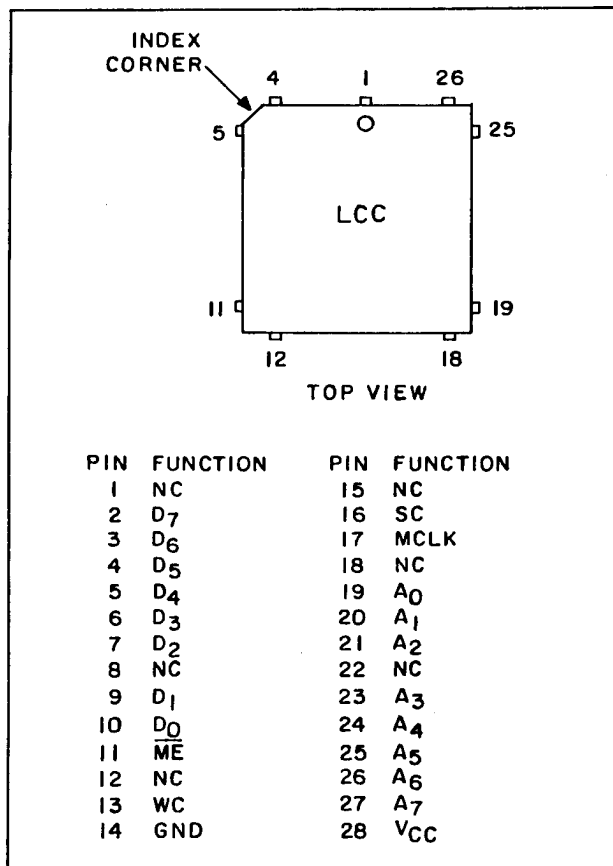 INDEX
CORNER
4 1 26
5 25
LCC
11 19
12 18
TOP VIEW
PIN FUNCTION PIN FUNCTION
1 NC 15 NC
2 D7 16 SC
3 D6 17 MCLK
4 D5 18 NC
5 D4 19 A0
6 D3 20 A1
7 D2 21 A2
8 NC 22 NC
9 D1 23 A3
10 D0 24 A4
11 M̅E̅ 25 A5
12 NC 26 A6
13 WC 27 A7
14 GND 28 VCC